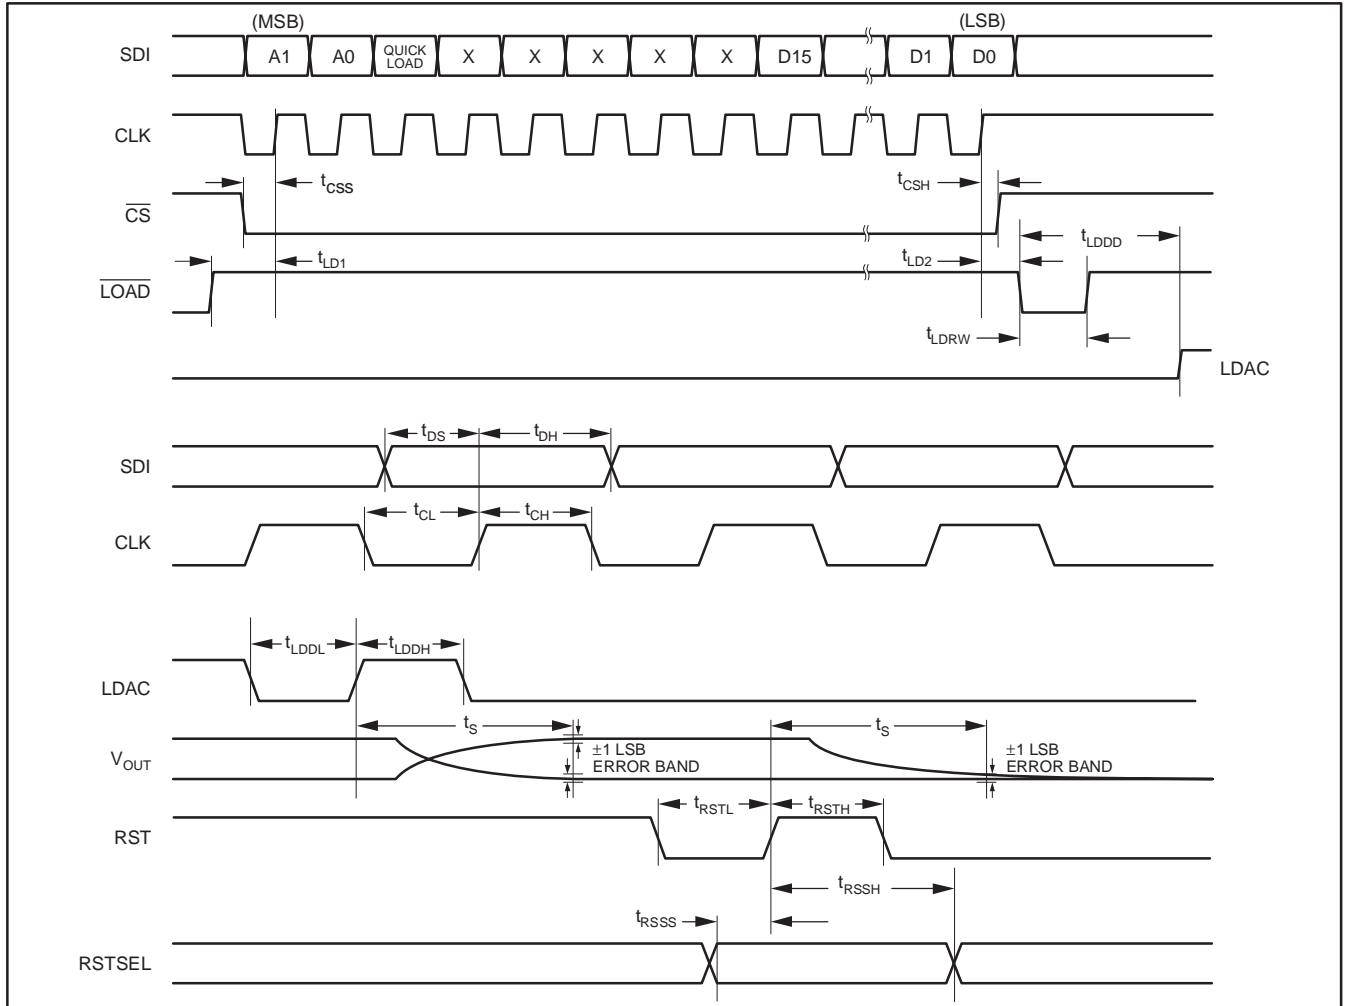 (MSB) (LSB)
SDI A1 A0 QUICK LOAD X X X X X D15 D1 D0
CLK
tCSS tCSH
CS
tLDDD
tLD1 tLD2
LOAD
tLDRW
LDAC
tDS tDH
SDI
tCL tCH
CLK
tLDDL tLDDH
LDAC
tS tS
VOUT ±1 LSB ERROR BAND ±1 LSB ERROR BAND
tRSTL tRSTH
RST
tRSSH
tRSSS
RSTSEL